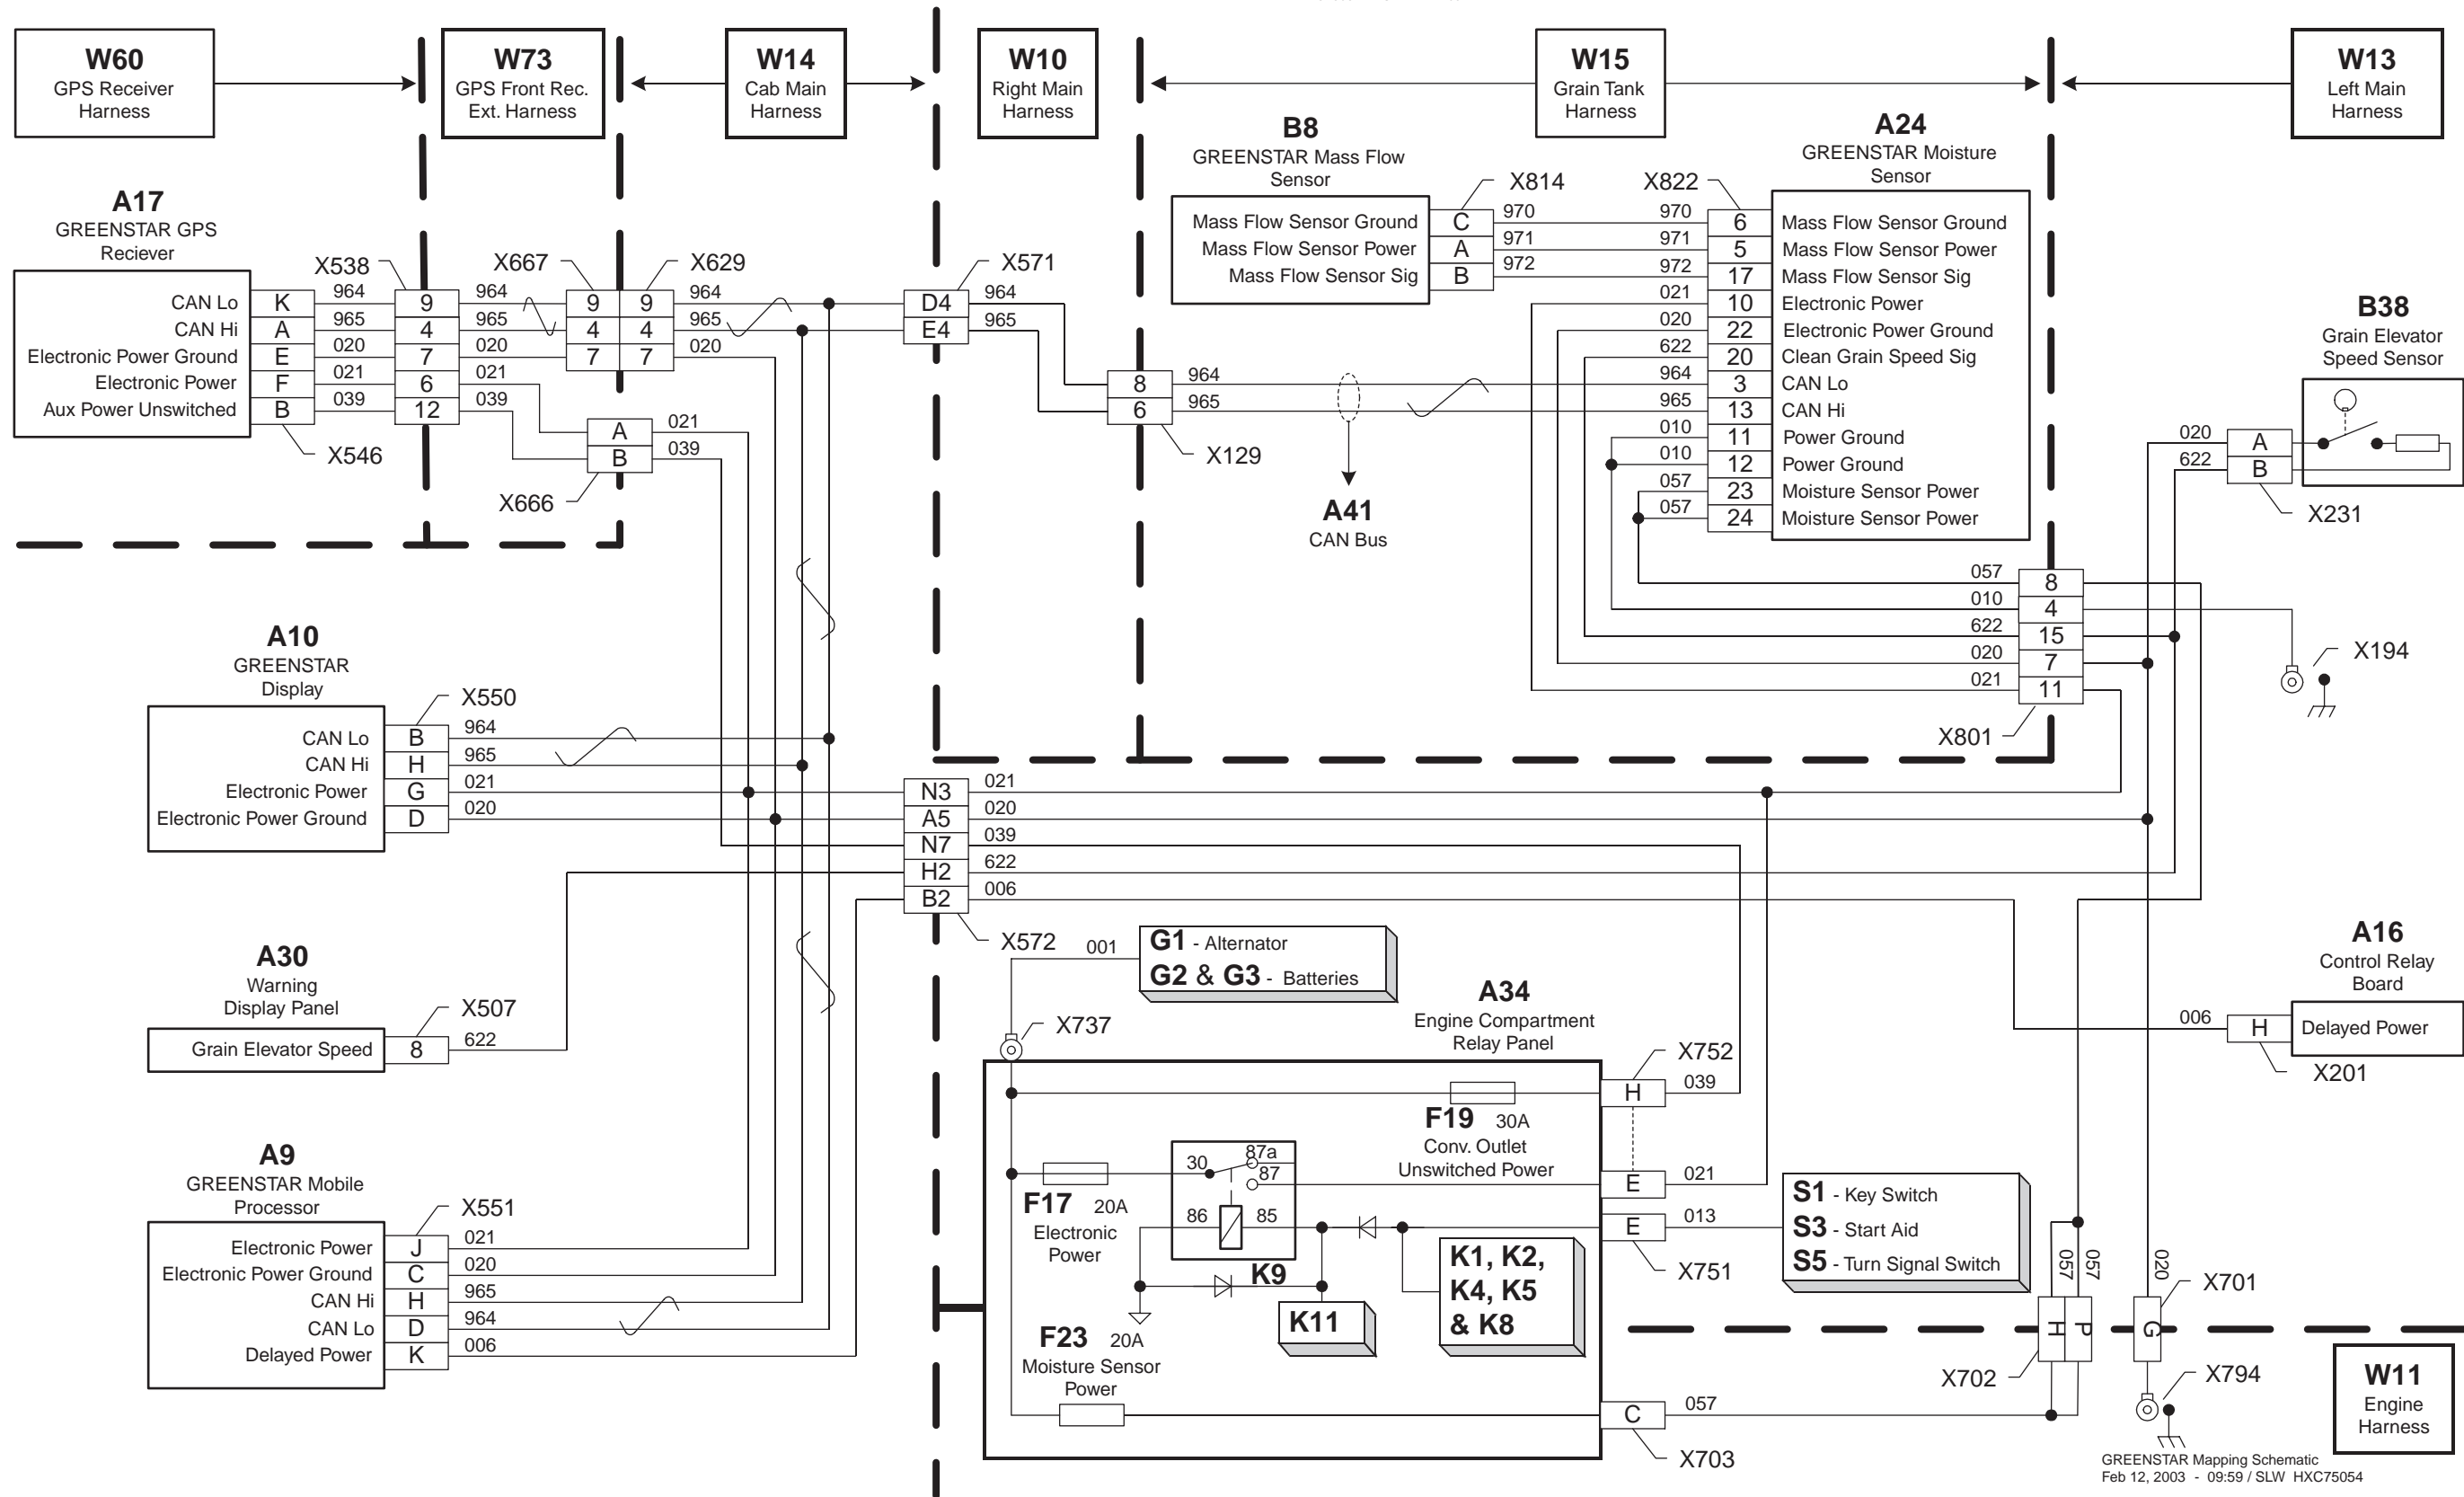 W60
GPS Receiver
Harness
W73
GPS Front Rec.
Ext. Harness
W14
Cab Main
Harness
W10
Right Main
Harness
W15
Grain Tank
Harness
W13
Left Main
Harness
B8
GREENSTAR Mass Flow
Sensor
X814
Mass Flow Sensor Ground C 970
Mass Flow Sensor Power A 971
Mass Flow Sensor Sig B 972
A24
GREENSTAR Moisture
Sensor
X822
970 6 Mass Flow Sensor Ground
971 5 Mass Flow Sensor Power
972 17 Mass Flow Sensor Sig
021 10 Electronic Power
020 22 Electronic Power Ground
622 20 Clean Grain Speed Sig
964 3 CAN Lo
965 13 CAN Hi
010 11 Power Ground
010 12 Power Ground
057 23 Moisture Sensor Power
057 24 Moisture Sensor Power
A17
GREENSTAR GPS
Reciever
X538
X667
X629
X571
CAN Lo K 964 9 964 9 9 964 D4 964
CAN Hi A 965 4 965 4 4 965 E4 965
Electronic Power Ground E 020 7 020 7 7 020
Electronic Power F 021 6 021
Aux Power Unswitched B 039 12 039
A 021
B 039
X546
X666
8 964
6 965
X129
A41
CAN Bus
B38
Grain Elevator
Speed Sensor
020 A
622 B
X231
057 8
010 4
622 15
020 7
021 11
X801
X194
A10
GREENSTAR
Display
X550
CAN Lo B 964
CAN Hi H 965
Electronic Power G 021
Electronic Power Ground D 020
N3 021
A5 020
N7 039
H2 622
B2 006
X572
A30
Warning
Display Panel
X507
Grain Elevator Speed 8 622
001
G1 - Alternator
G2 & G3 - Batteries
X737
A34
Engine Compartment
Relay Panel
X752
H 039
F19 30A
Conv. Outlet
Unswitched Power
E 021
F17 20A
Electronic
Power
30
87a
87
86
85
K9
K11
K1, K2,
K4, K5
& K8
E 013
X751
S1 - Key Switch
S3 - Start Aid
S5 - Turn Signal Switch
F23 20A
Moisture Sensor
Power
C 057
X703
A16
Control Relay
Board
006 H Delayed Power
X201
A9
GREENSTAR Mobile
Processor
X551
Electronic Power J 021
Electronic Power Ground C 020
CAN Hi H 965
CAN Lo D 964
Delayed Power K 006
057
057
020
H
P
G
X701
X702
X794
W11
Engine
Harness
GREENSTAR Mapping Schematic
Feb 12, 2003 - 09:59 / SLW HXC75054